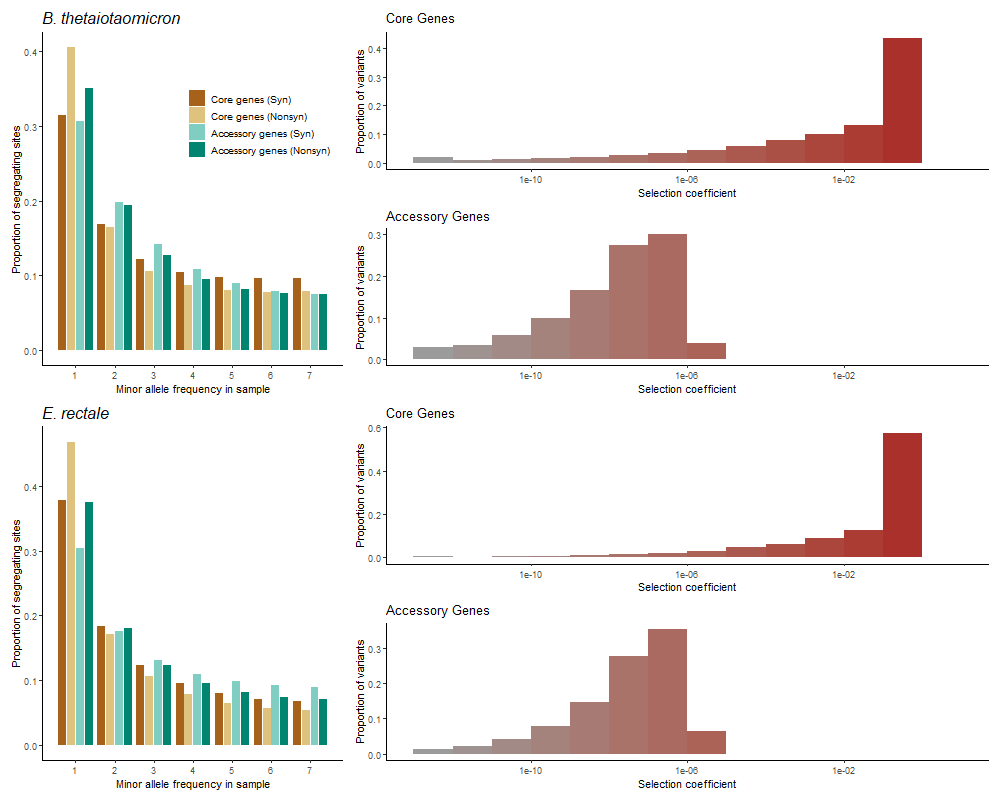 B. thetaiotaomicron
Proportion of segregating sites
0.4
0.3
0.2
0.1
0.0
Core genes (Syn)
Core genes (Nonsyn)
Accessory genes (Syn)
Accessory genes (Nonsyn)
1 2 3 4 5 6 7
Minor allele frequency in sample
Core Genes
Proportion of variants
0.4
0.3
0.2
0.1
0.0
1e-10 1e-06 1e-02
Selection coefficient
Accessory Genes
Proportion of variants
0.3
0.2
0.1
0.0
1e-10 1e-06 1e-02
Selection coefficient
E. rectale
Proportion of segregating sites
0.4
0.3
0.2
0.1
0.0
1 2 3 4 5 6 7
Minor allele frequency in sample
Core Genes
Proportion of variants
0.6
0.4
0.2
0.0
1e-10 1e-06 1e-02
Selection coefficient
Accessory Genes
Proportion of variants
0.3
0.2
0.1
0.0
1e-10 1e-06 1e-02
Selection coefficient